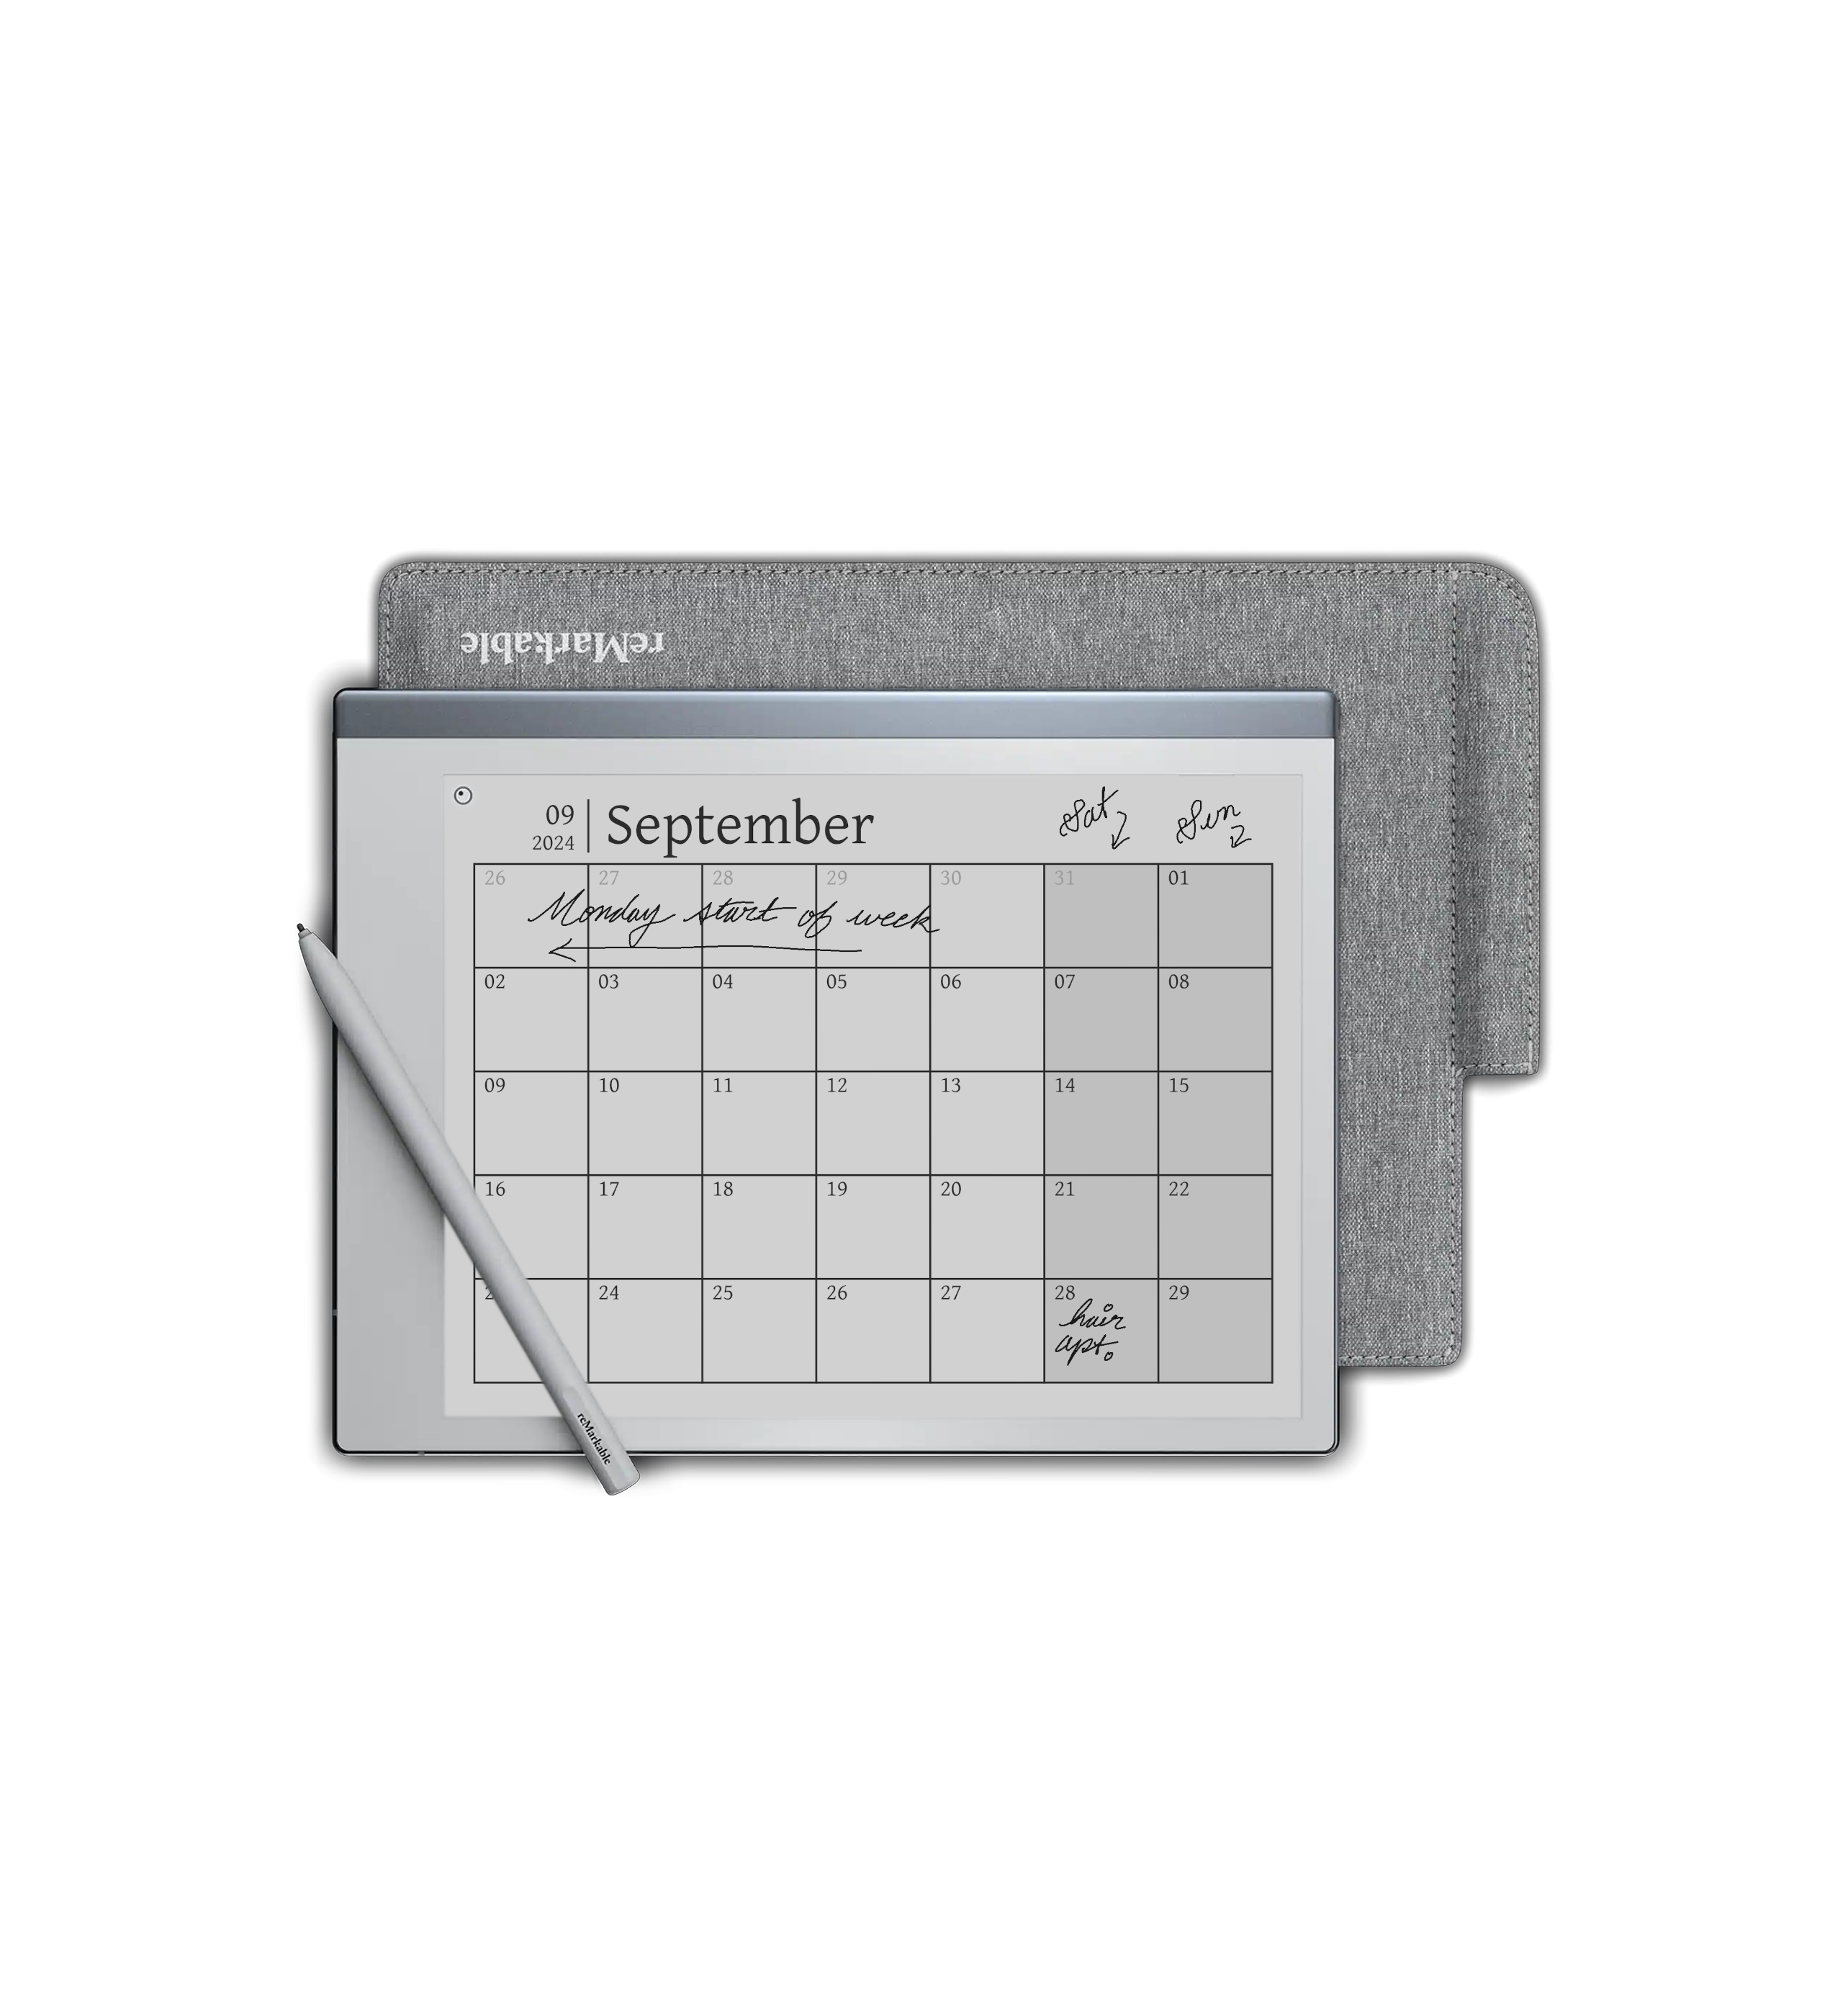 reMarkable
09
2024
September
Sat
Sun
26 27 28 29 30 31 01
Monday start of week
02 03 04 05 06 07 08
09 10 11 12 13 14 15
16 17 18 19 20 21 22
24 25 26 27 28 29
hair
apt.
reMarkable